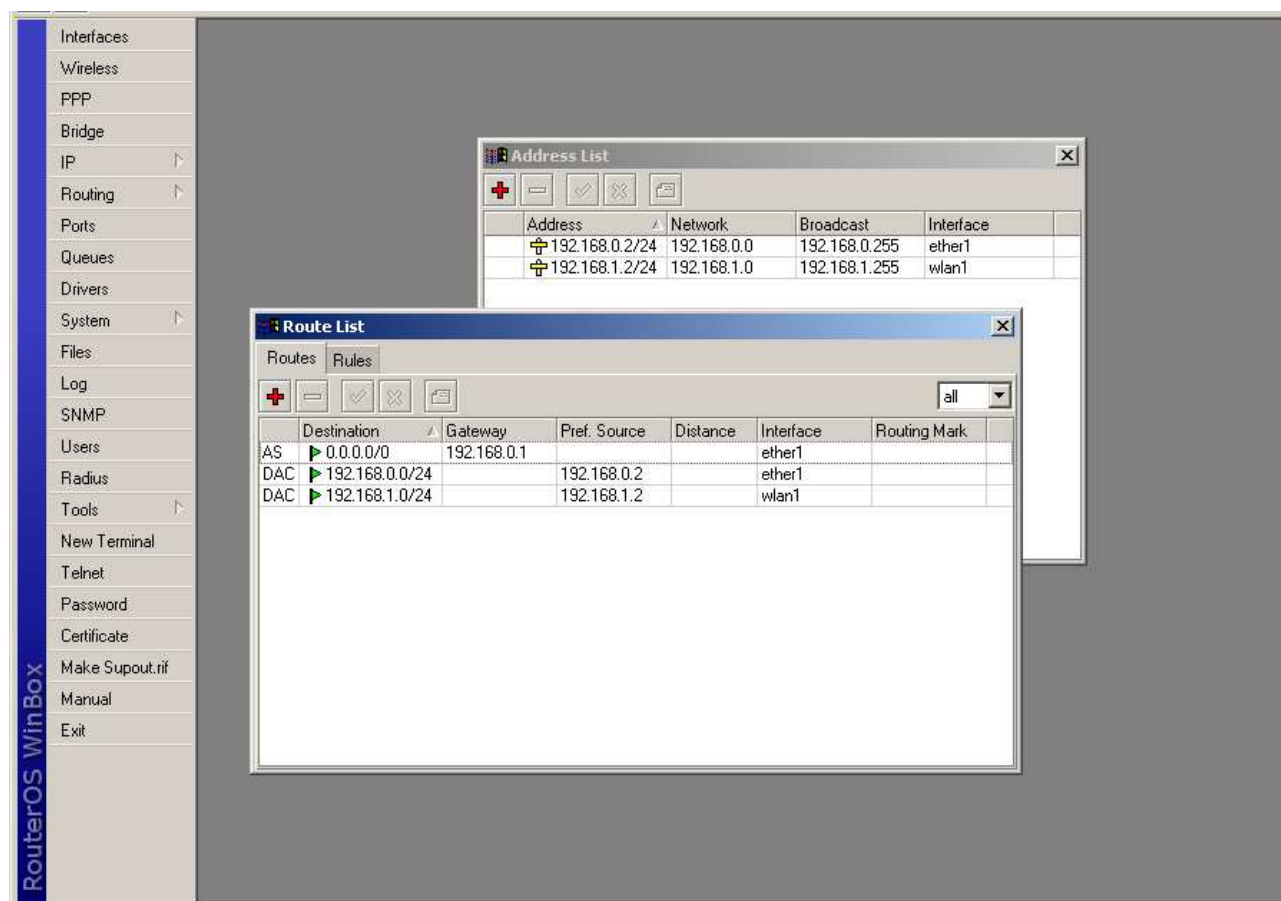 Interfaces
Wireless
PPP
Bridge
IP
Routing
Ports
Queues
Drivers
System
Files
Log
SNMP
Users
Radius
Tools
New Terminal
Telnet
Password
Certificate
Make Supout.rif
Manual
Exit
RouterOS WinBox
Address List
Address Network Broadcast Interface
192.168.0.2/24 192.168.0.0 192.168.0.255 ether1
192.168.1.2/24 192.168.1.0 192.168.1.255 wlan1
Route List
Routes Rules
all
Destination Gateway Pref. Source Distance Interface Routing Mark
AS 0.0.0.0/0 192.168.0.1 ether1
DAC 192.168.0.0/24 192.168.0.2 ether1
DAC 192.168.1.0/24 192.168.1.2 wlan1